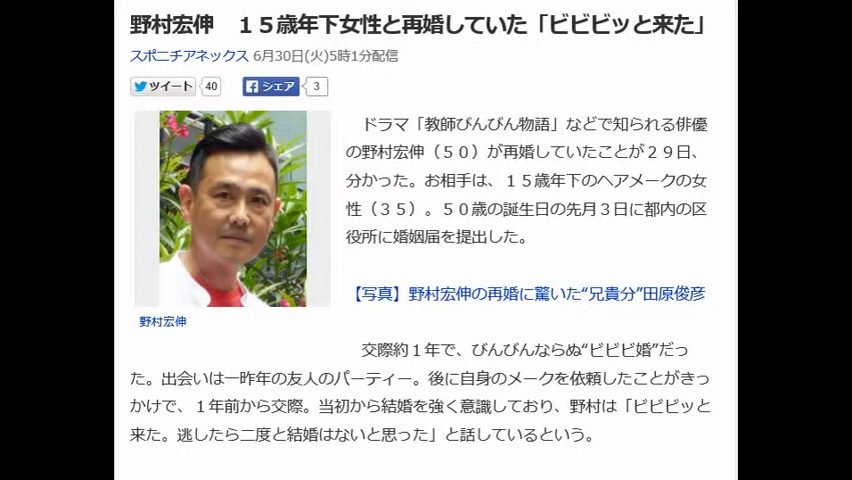 野村宏伸　１５歳年下女性と再婚していた「ビビビッと来た」
スポニチアネックス 6月30日(火)5時1分配信
ツイート 40 シェア 3
ドラマ「教師びんびん物語」などで知られる俳優
の野村宏伸（５０）が再婚していたことが２９日、
分かった。お相手は、１５歳年下のヘアメークの女
性（３５）。５０歳の誕生日の先月３日に都内の区
役所に婚姻届を提出した。
【写真】野村宏伸の再婚に驚いた“兄貴分”田原俊彦
野村宏伸
交際約１年で、びんびんならぬ“ビビビ婚”だっ
た。出会いは一昨年の友人のパーティー。後に自身のメークを依頼したことがきっ
かけで、１年前から交際。当初から結婚を強く意識しており、野村は「ビビビッと
来た。逃したら二度と結婚はないと思った」と話しているという。